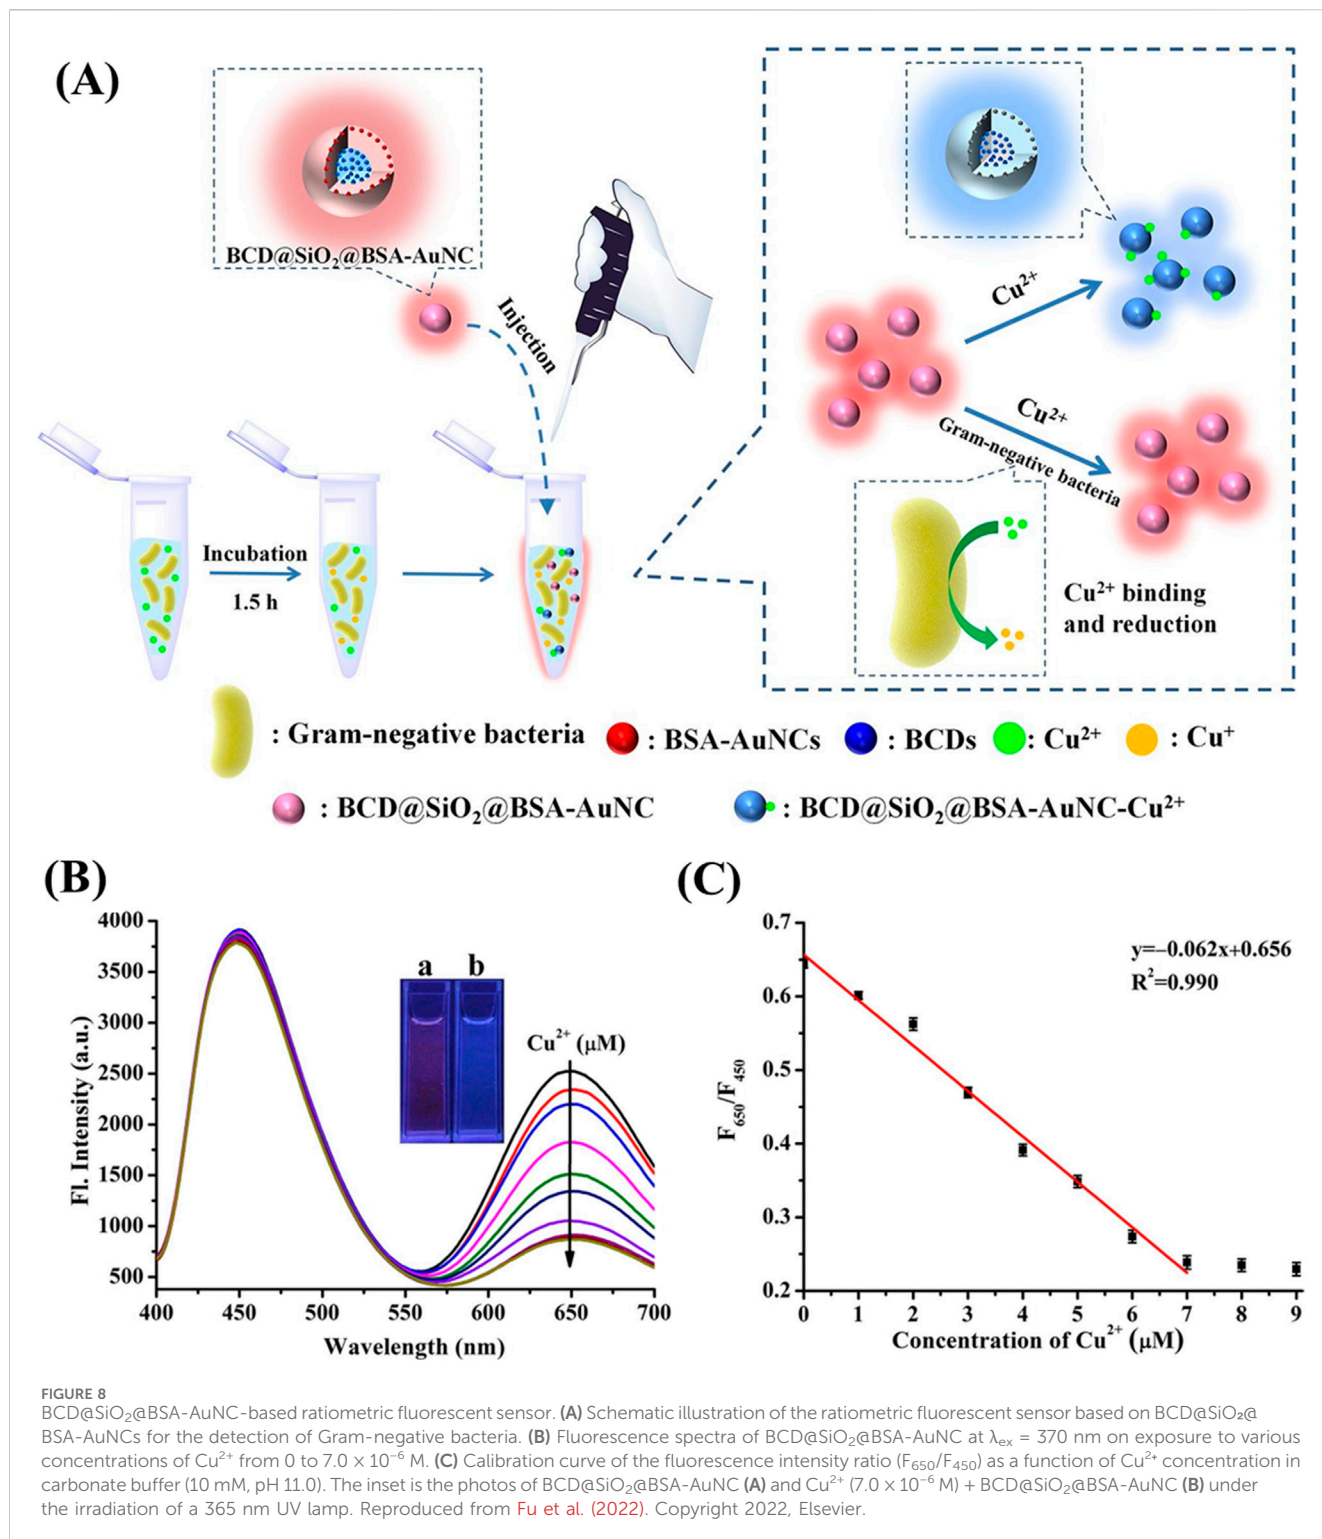 (A)
BCD@SiO₂@BSA-AuNC
Injection
Incubation
1.5 h
Cu²⁺
Cu²⁺
Gram-negative bacteria
Cu²⁺ binding
and reduction
: Gram-negative bacteria : BSA-AuNCs : BCDs : Cu²⁺ : Cu⁺
: BCD@SiO₂@BSA-AuNC : BCD@SiO₂@BSA-AuNC-Cu²⁺
(B)
4000
3500
3000
2500
2000
1500
1000
500
Fl. Intensity (a.u.)
a b
Cu²⁺ (μM)
400 450 500 550 600 650 700
Wavelength (nm)
(C)
0.7
0.6
0.5
0.4
0.3
0.2
F₆₅₀/F₄₅₀
y=−0.062x+0.656
R²=0.990
0 1 2 3 4 5 6 7 8 9
Concentration of Cu²⁺ (μM)
FIGURE 8
BCD@SiO₂@BSA-AuNC-based ratiometric fluorescent sensor. (A) Schematic illustration of the ratiometric fluorescent sensor based on BCD@SiO₂@
BSA-AuNCs for the detection of Gram-negative bacteria. (B) Fluorescence spectra of BCD@SiO₂@BSA-AuNC at λₑₓ = 370 nm on exposure to various
concentrations of Cu²⁺ from 0 to 7.0 × 10⁻⁶ M. (C) Calibration curve of the fluorescence intensity ratio (F₆₅₀/F₄₅₀) as a function of Cu²⁺ concentration in
carbonate buffer (10 mM, pH 11.0). The inset is the photos of BCD@SiO₂@BSA-AuNC (A) and Cu²⁺ (7.0 × 10⁻⁶ M) + BCD@SiO₂@BSA-AuNC (B) under
the irradiation of a 365 nm UV lamp. Reproduced from Fu et al. (2022). Copyright 2022, Elsevier.